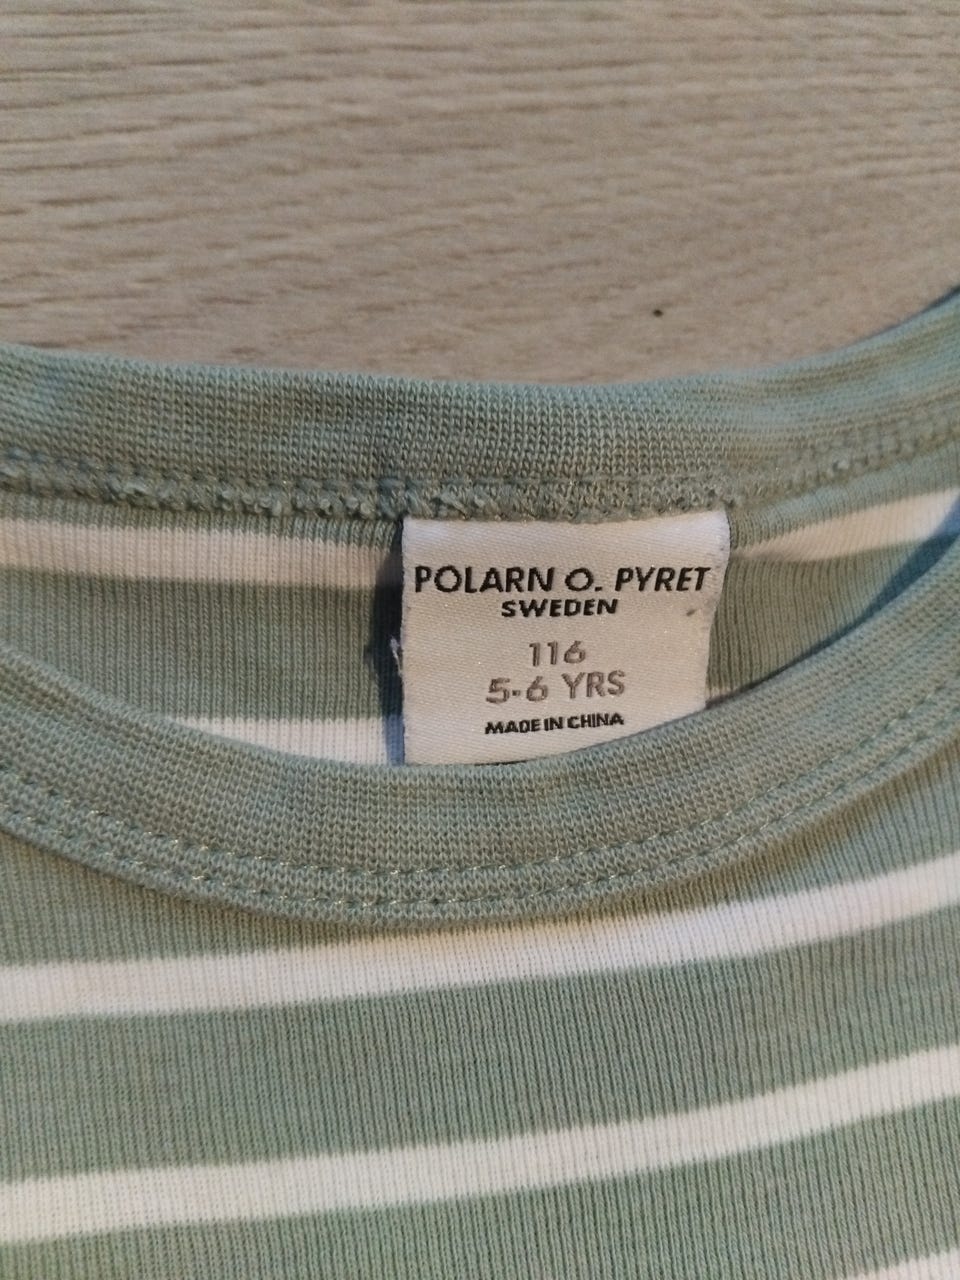 POLARN O. PYRET
SWEDEN
116
5-6 YRS
MADE IN CHINA